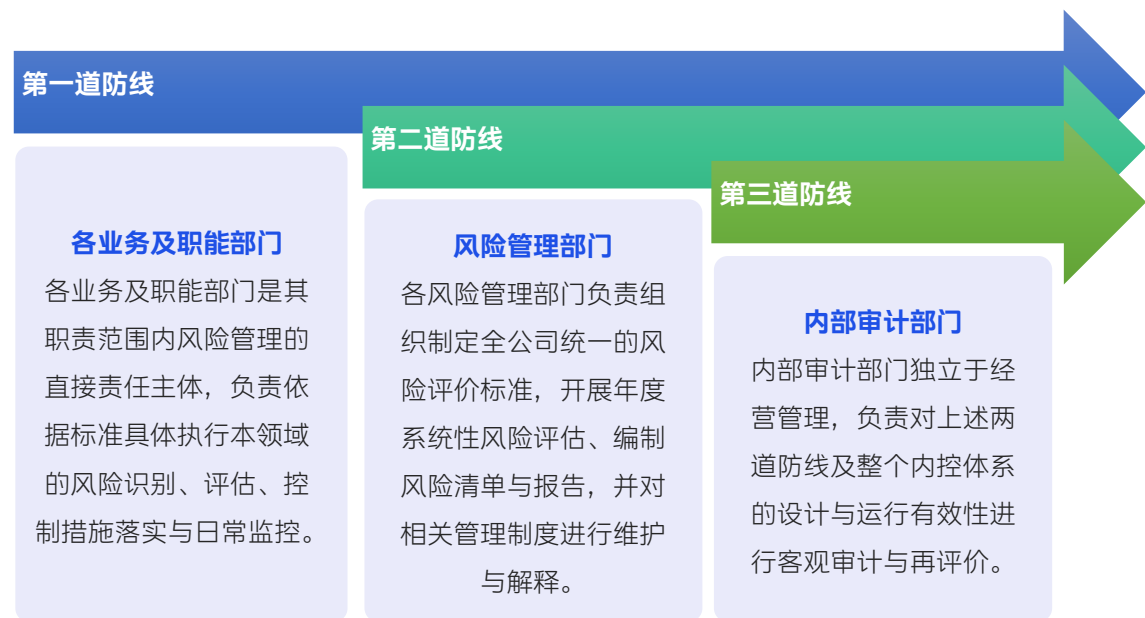 第一道防线
各业务及职能部门
各业务及职能部门是其
职责范围内风险管理的
直接责任主体，负责依
据标准具体执行本领域
的风险识别、评估、控
制措施落实与日常监控。
第二道防线
风险管理部门
各风险管理部门负责组
织制定全公司统一的风
险评价标准，开展年度
系统性风险评估、编制
风险清单与报告，并对
相关管理制度进行维护
与解释。
第三道防线
内部审计部门
内部审计部门独立于经
营管理，负责对上述两
道防线及整个内控体系
的设计与运行有效性进
行客观审计与再评价。